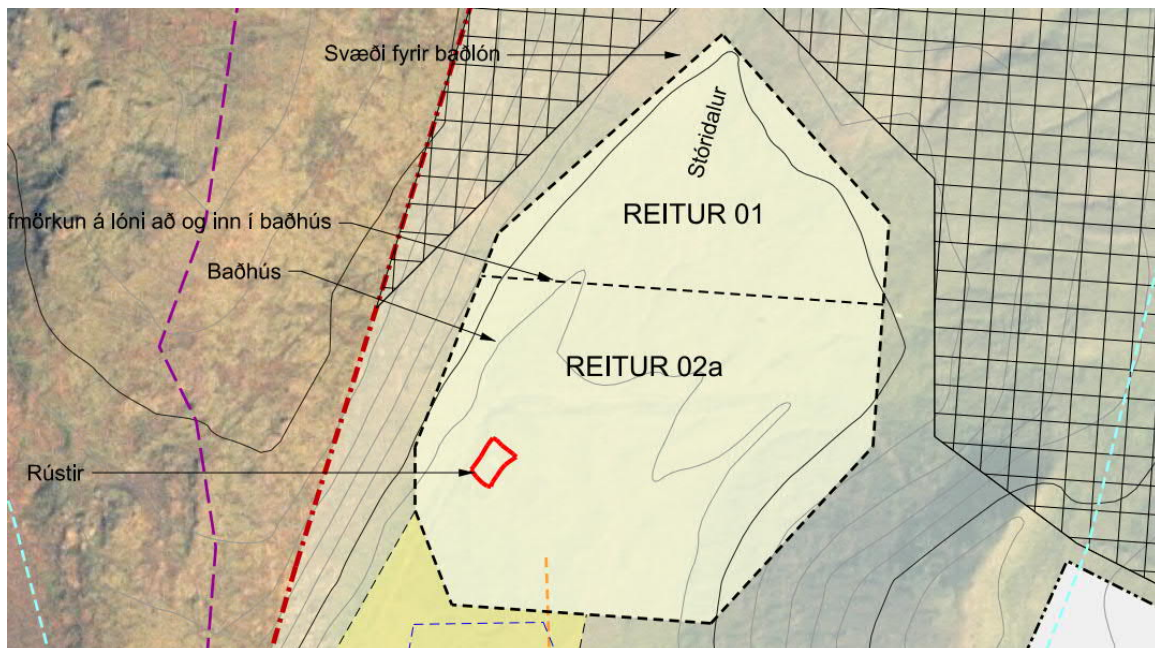 Svæði fyrir baðlón
Stóridalur
REITUR 01
fmörkun á lóni að og inn í baðhús
Baðhús
REITUR 02a
Rústir